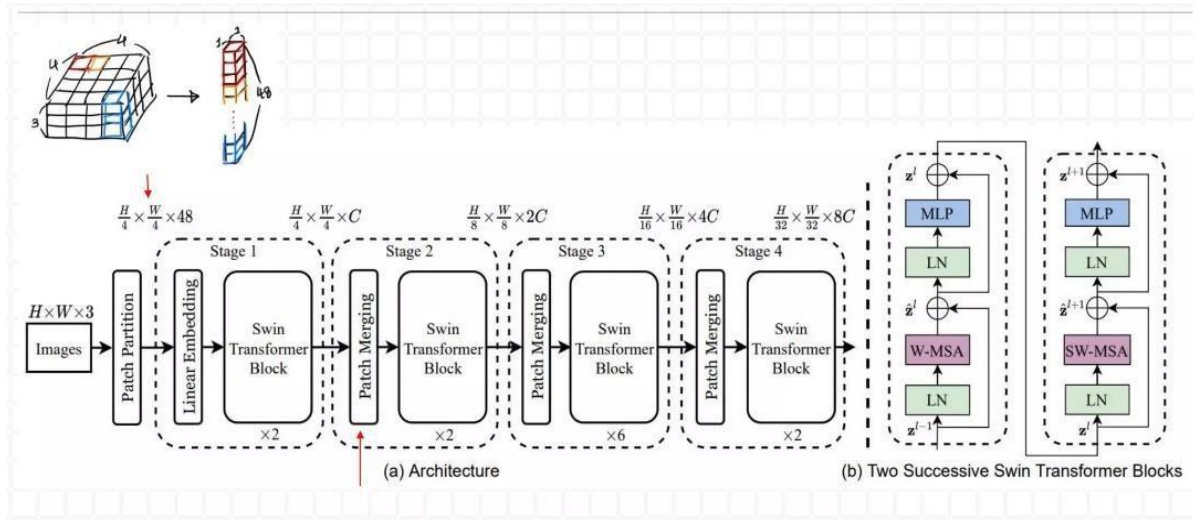 4
4
3
1 1
48
H/4 × W/4 × 48
H/4 × W/4 × C
H/8 × W/8 × 2C
H/16 × W/16 × 4C
H/32 × W/32 × 8C
Stage 1
Stage 2
Stage 3
Stage 4
H×W×3
Images
Patch Partition
Linear Embedding
Swin
Transformer
Block
×2
Patch Merging
Swin
Transformer
Block
×2
Patch Merging
Swin
Transformer
Block
×6
Patch Merging
Swin
Transformer
Block
×2
(a) Architecture
z^l
MLP
LN
ẑ^l
W-MSA
LN
z^{l-1}
z^{l+1}
MLP
LN
ẑ^{l+1}
SW-MSA
LN
z^l
(b) Two Successive Swin Transformer Blocks